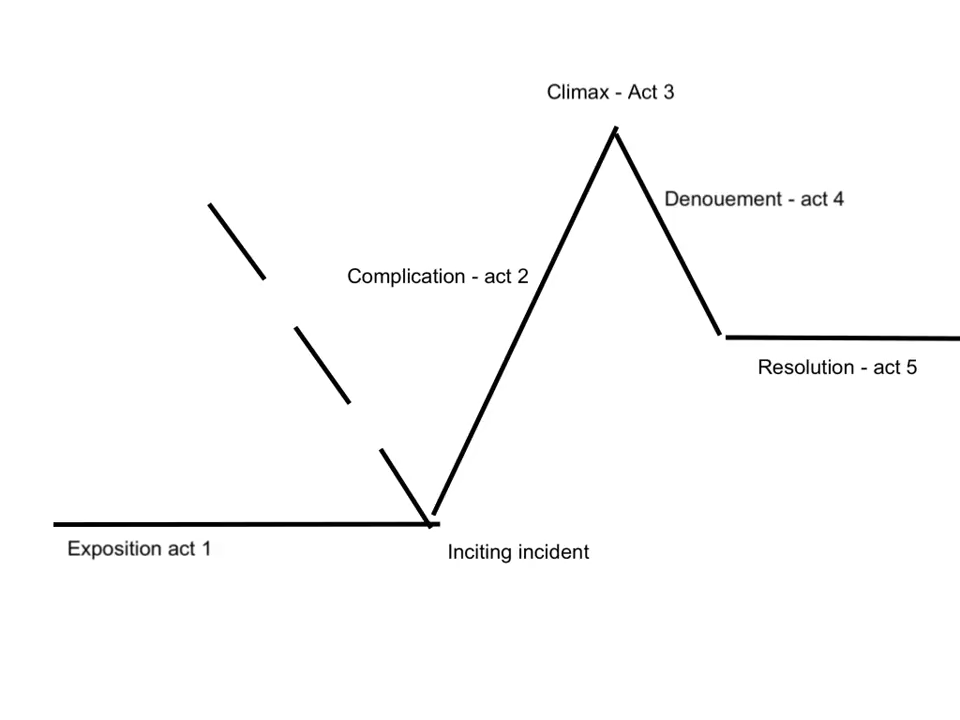 Climax - Act 3
Denouement - act 4
Complication - act 2
Resolution - act 5
Exposition act 1
Inciting incident